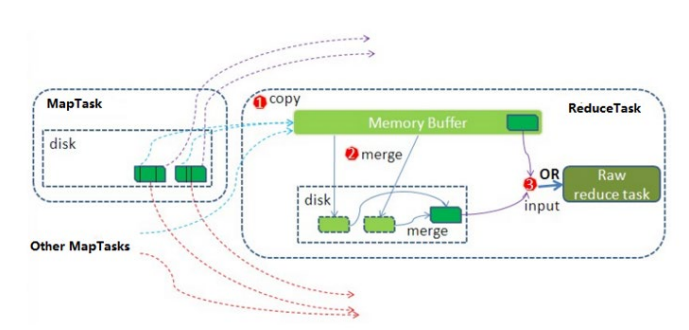 MapTask
disk
Other MapTasks
1 copy
ReduceTask
Memory Buffer
2 merge
disk
merge
3
OR
input
Raw
reduce task